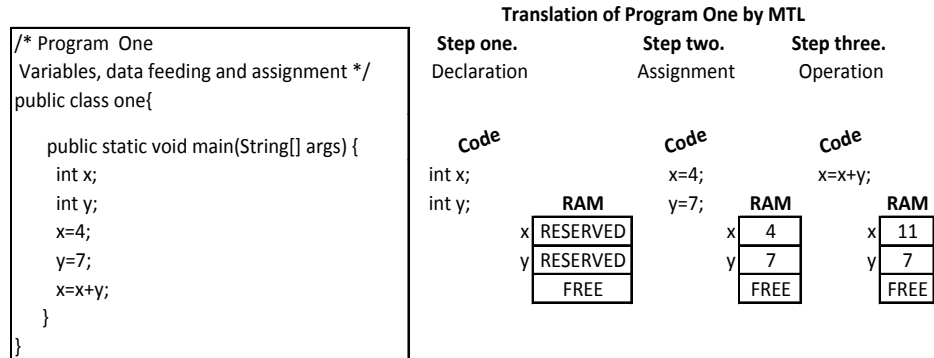 Translation of Program One by MTL
/* Program One
Variables, data feeding and assignment */
public class one{
public static void main(String[] args) {
int x;
int y;
x=4;
y=7;
x=x+y;
}
}
Step one. Step two. Step three.
Declaration Assignment Operation
Code Code Code
int x; x=4; x=x+y;
int y; RAM y=7; RAM RAM
x RESERVED x 4 x 11
y RESERVED y 7 y 7
FREE FREE FREE